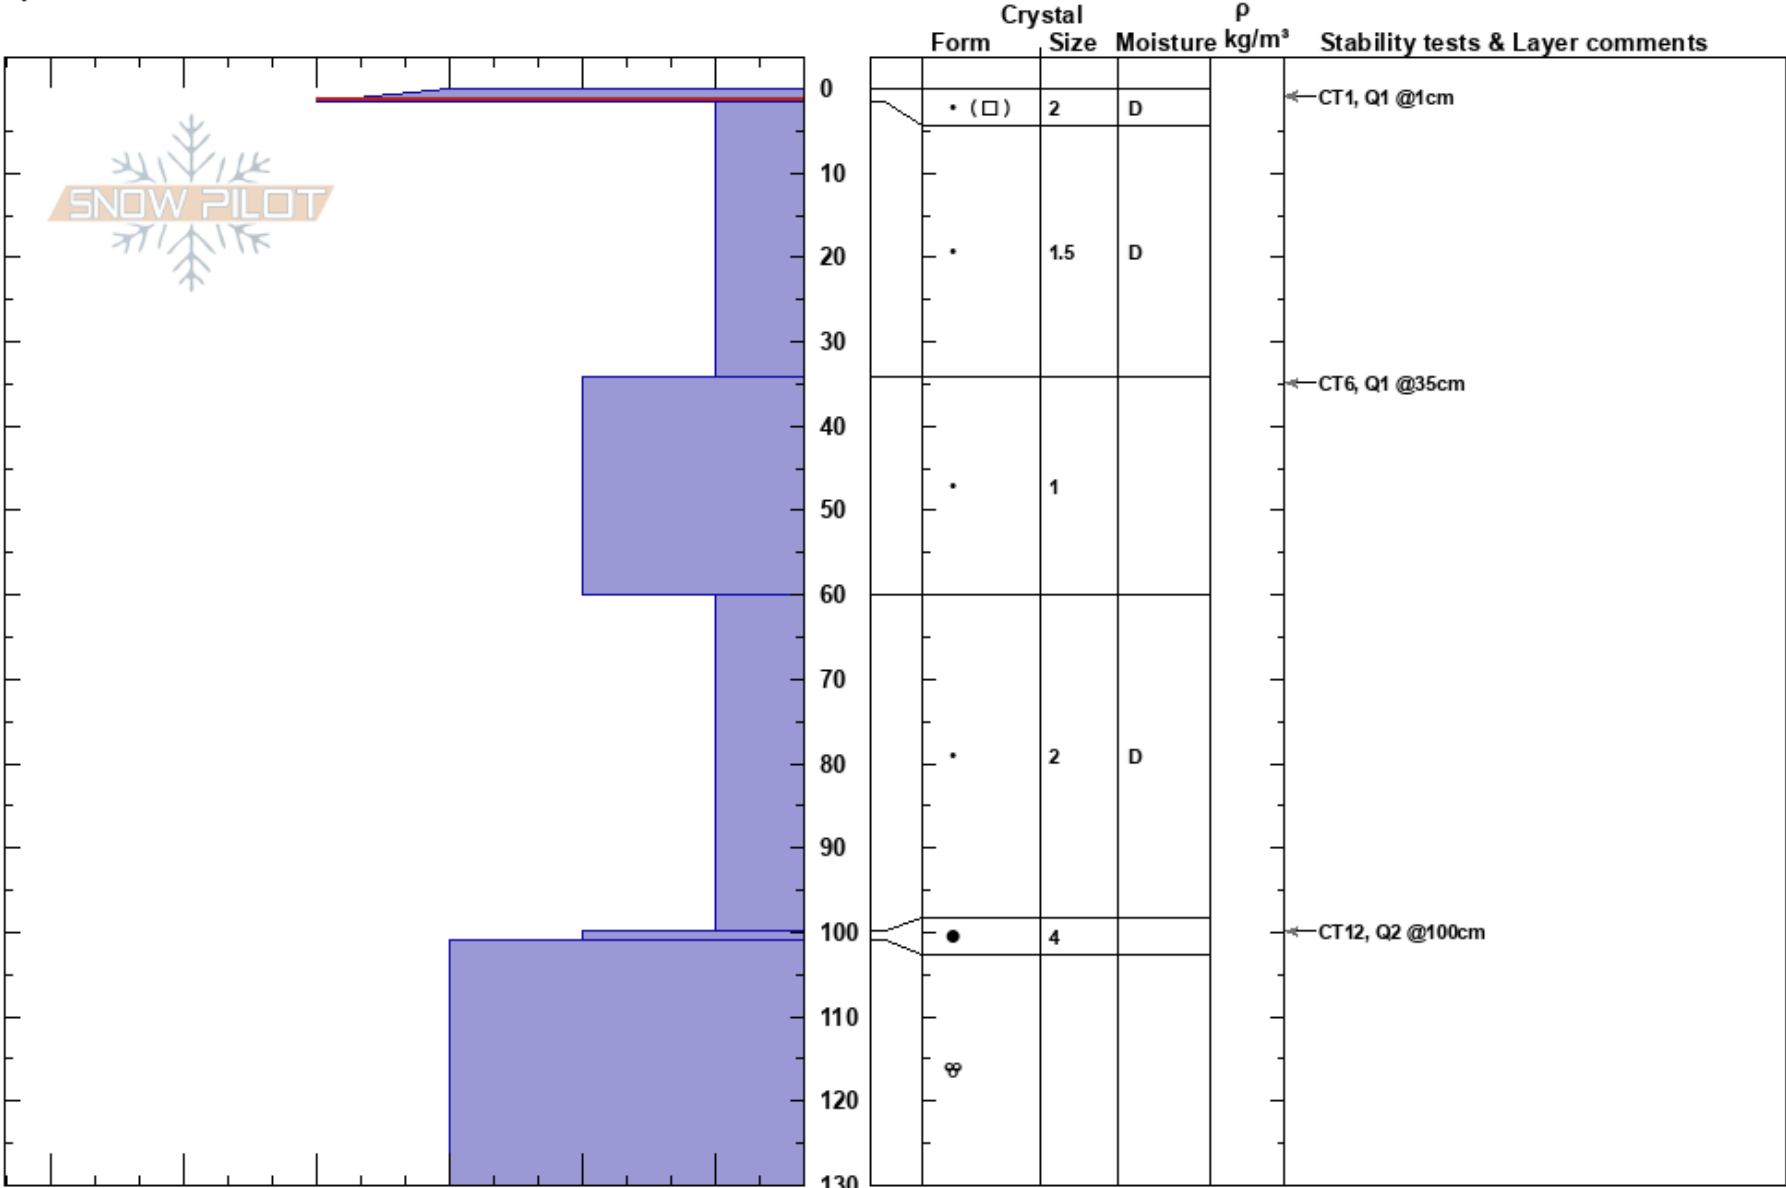 Crystal ρ
Form Size Moisture kg/m³ Stability tests & Layer comments
0 CT1, Q1 @1cm
• (□) 2 D
10
SNOW PILOT
20 • 1.5 D
30
CT6, Q1 @35cm
40
• 1
50
60
70
80 • 2 D
90
100 ● 4 CT12, Q2 @100cm
110
120
130